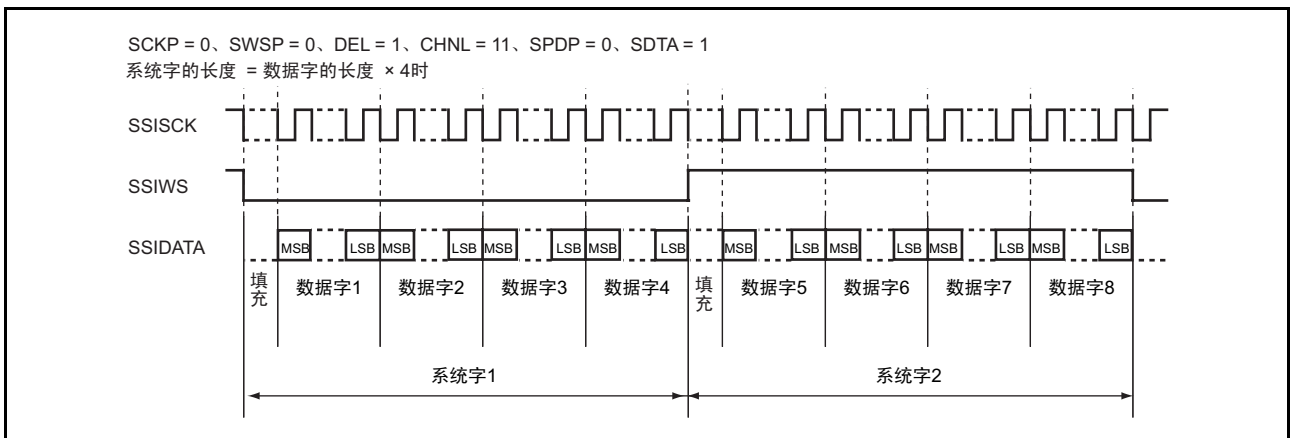 SCKP = 0、SWSP = 0、DEL = 1、CHNL = 11、SPDP = 0、SDTA = 1
系统字的长度 = 数据字的长度 × 4时
SSISCK
SSIWS
SSIDATA
MSB LSB MSB LSB MSB LSB MSB LSB MSB LSB MSB LSB MSB LSB MSB LSB
填充 数据字1 数据字2 数据字3 数据字4 填充 数据字5 数据字6 数据字7 数据字8
系统字1 系统字2